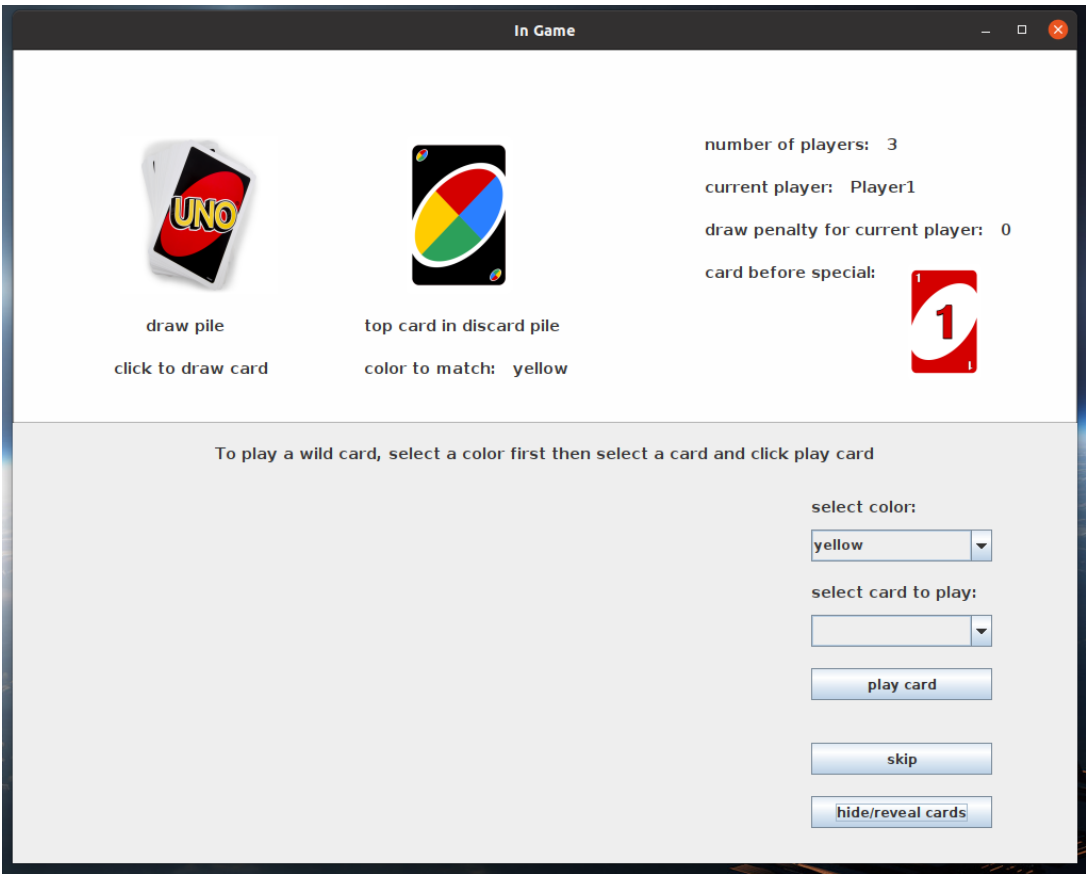 In Game
UNO
number of players: 3
current player: Player1
draw penalty for current player: 0
card before special:
1
1
1
draw pile
top card in discard pile
click to draw card
color to match: yellow
To play a wild card, select a color first then select a card and click play card
select color:
yellow
select card to play:
play card
skip
hide/reveal cards